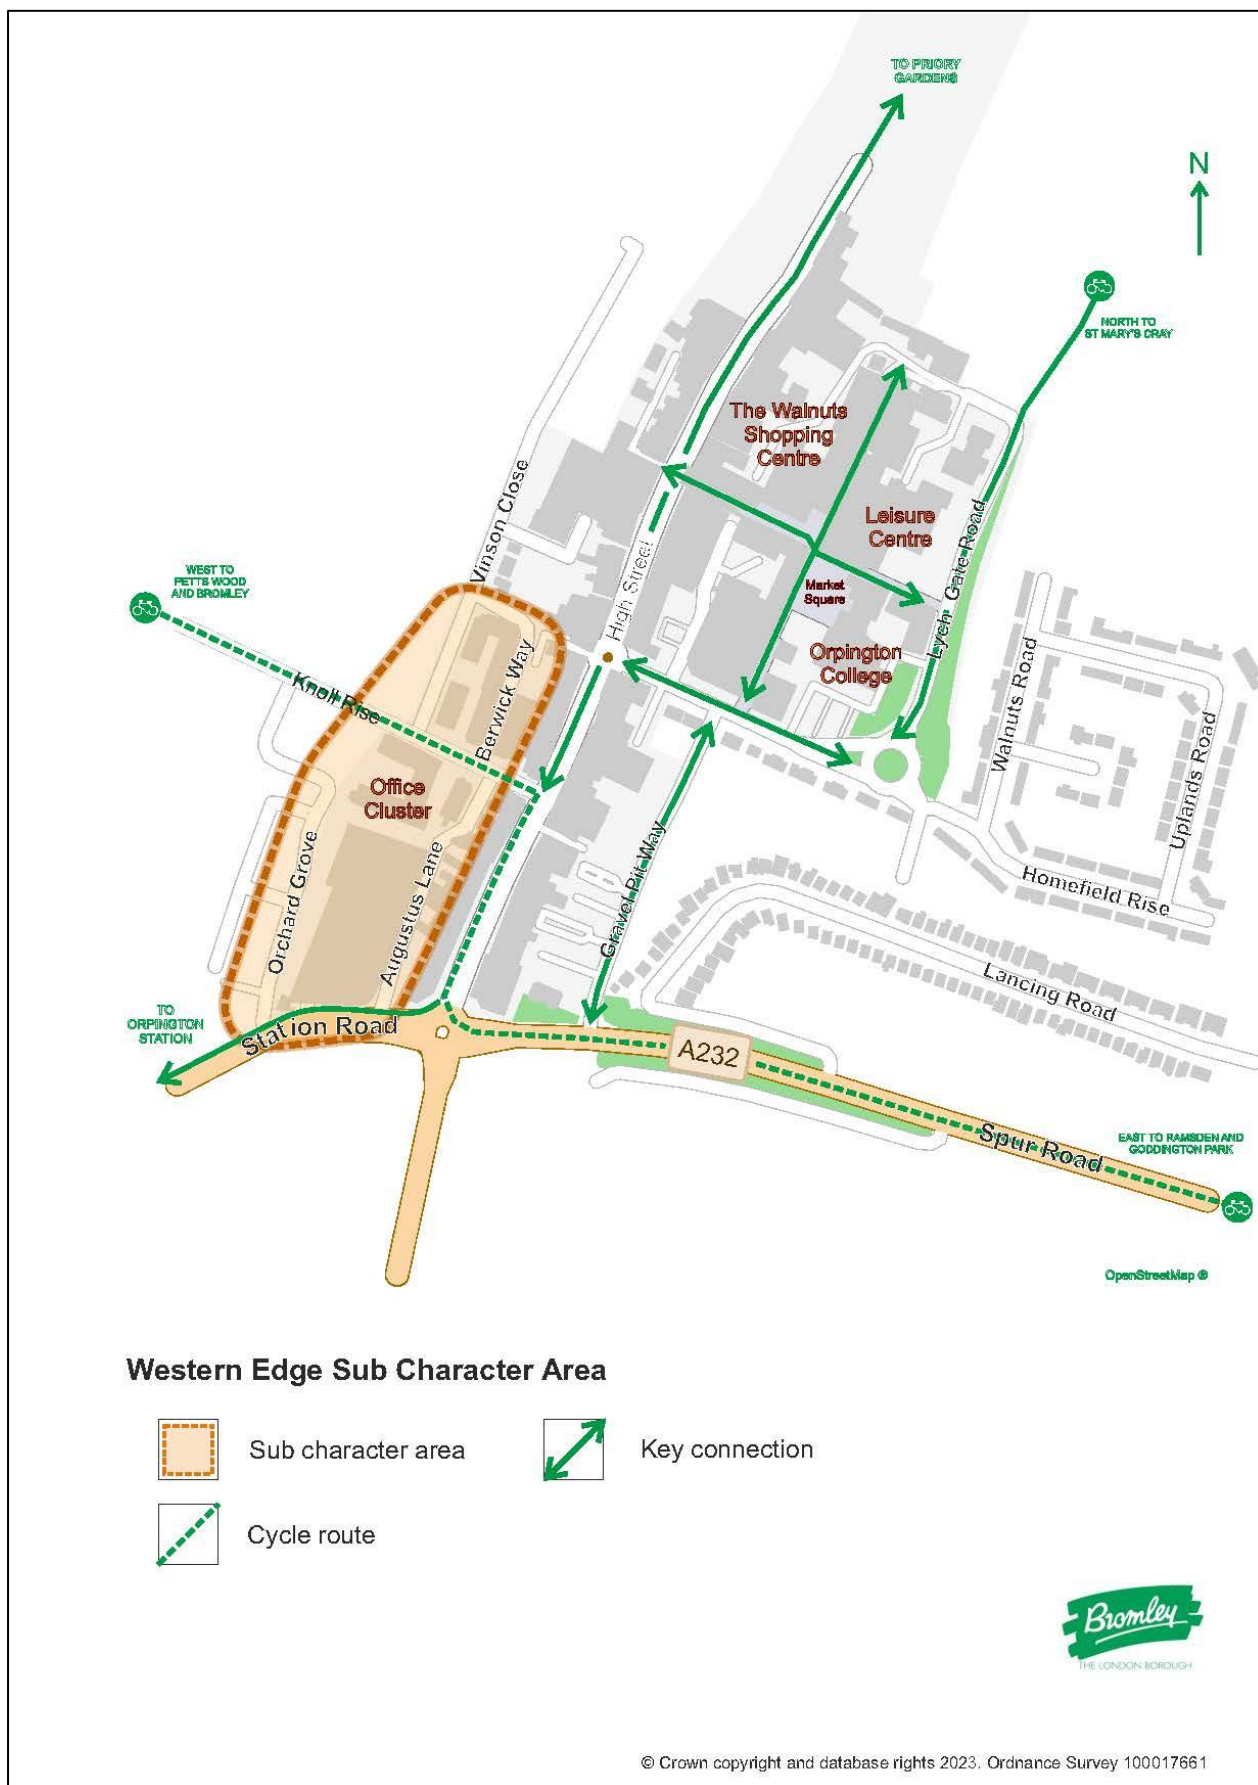 TO PRIORY
GARDENS
N
NORTH TO
ST MARY'S CRAY
The Walnuts
Shopping
Centre
Vinson Close
Leisure
Centre
High Street
Lych Gate Road
WEST TO
PETTS WOOD
AND BROMLEY
Market
Square
Orpington
College
Knoll Rise
Berwick Way
Walnuts Road
Uplands Road
Office
Cluster
Orchard Grove
Augustus Lane
Gravel Pit Way
Homefield Rise
Lancing Road
TO
ORPINGTON
STATION
Station Road
A232
Spur Road
EAST TO RAMSDEN AND
GODDINGTON PARK
OpenStreetMap ®
Western Edge Sub Character Area
Sub character area
Key connection
Cycle route
Bromley
THE LONDON BOROUGH
© Crown copyright and database rights 2023. Ordnance Survey 100017661